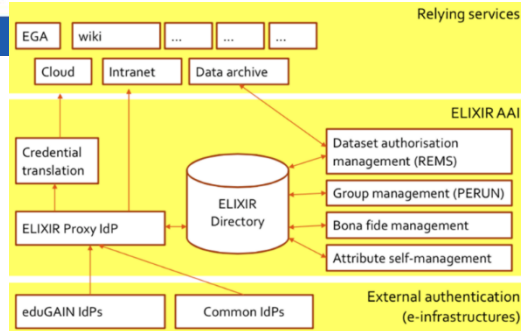 Relying services
EGA
wiki
...
...
...
Cloud
Intranet
Data archive
ELIXIR AAI
Credential
translation
ELIXIR
Directory
Dataset authorisation
management (REMS)
Group management (PERUN)
ELIXIR Proxy IdP
Bona fide management
Attribute self-management
eduGAIN IdPs
Common IdPs
External authentication
(e-infrastructures)